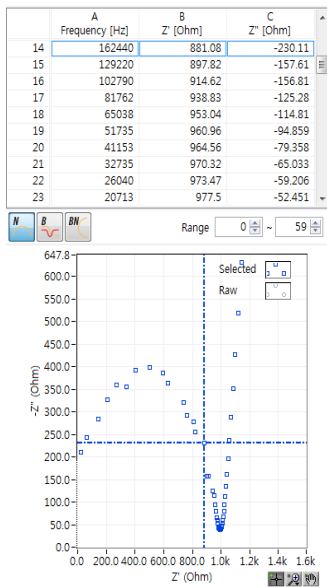 A B C
Frequency [Hz] Z' [Ohm] Z" [Ohm]
14 162440 881.08 -230.11
15 129220 897.82 -157.61
16 102790 914.62 -156.81
17 81762 938.83 -125.28
18 65038 953.04 -114.81
19 51735 960.96 -94.859
20 41153 964.56 -79.358
21 32735 970.32 -65.033
22 26040 973.47 -59.206
23 20713 977.5 -52.451
N B BN Range 0 ~ 59
647.8
Selected
600.0
Raw
550.0
500.0
450.0
400.0
350.0
300.0
250.0
200.0
150.0
100.0
50.0
0.0
-Z" (Ohm)
0.0 200.0 400.0 600.0 800.0 1.0k 1.2k 1.4k 1.6k
Z' (Ohm)